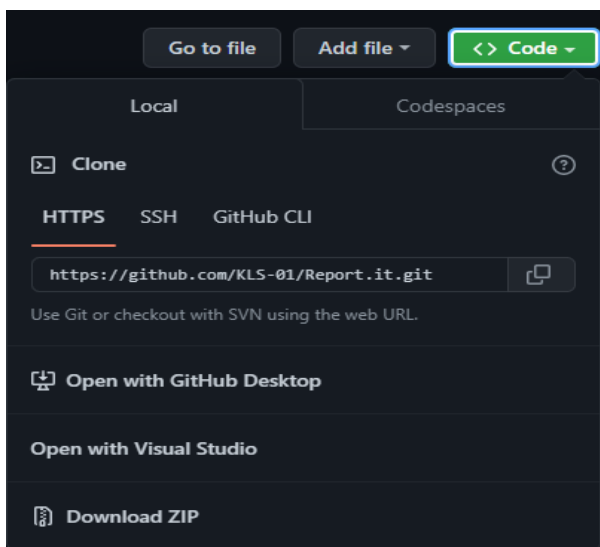 Go to file Add file <> Code
Local Codespaces
Clone
HTTPS SSH GitHub CLI
https://github.com/KLS-01/Report.it.git
Use Git or checkout with SVN using the web URL.
Open with GitHub Desktop
Open with Visual Studio
Download ZIP